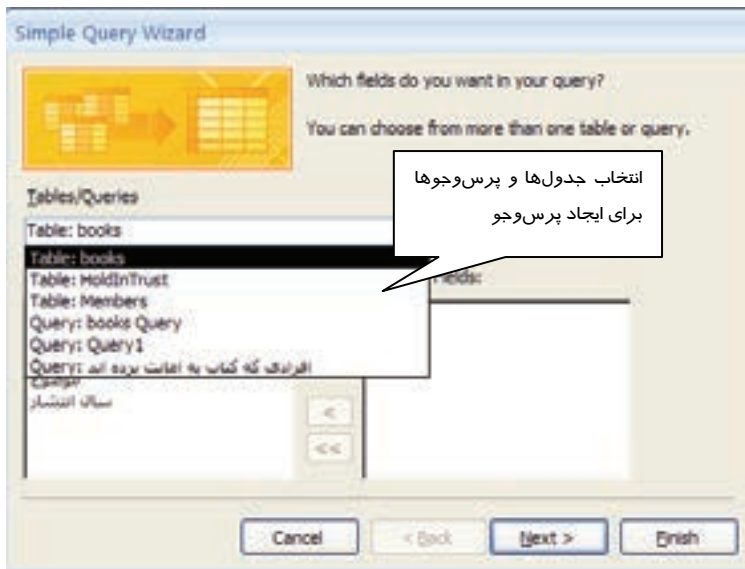 Simple Query Wizard
Which fields do you want in your query?
You can choose from more than one table or query.
انتخاب جدول‌ها و پرس‌وجوها
برای ایجاد پرس‌وجو
Tables/Queries
Table: books
Table: books
Table: HoldInTrust
Table: Members
Query: books Query
Query: Query1
Query: افرادی که کتاب به امانت برده اند
موضوع
سال انتشار
Fields:
<
<<
Cancel
< Back
Next >
Finish